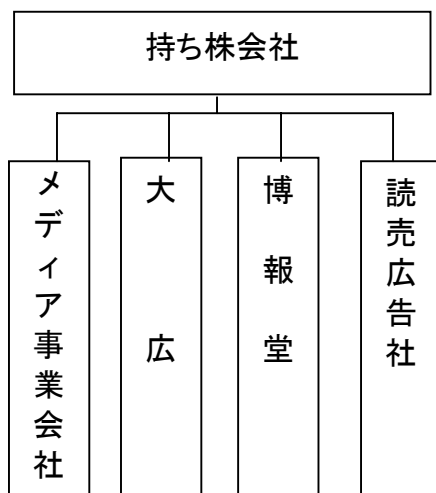 持ち株会社
メディア事業会社
大広
博報堂
読売広告社